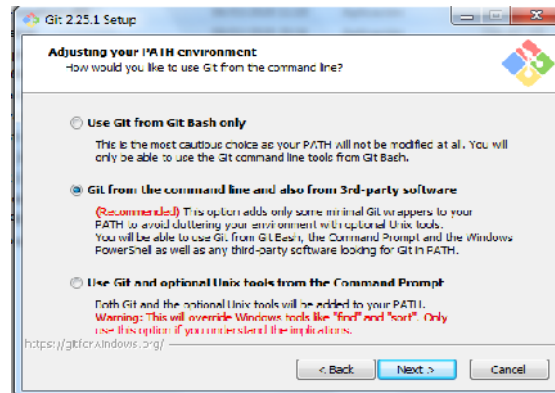 Git 2.25.1 Setup
Adjusting your PATH environment
How would you like to use Git from the command line?
Use Git from Git Bash only
This is the most cautious choice as your PATH will not be modified at all. You will
only be able to use the Git command line tools from Git Bash.
Git from the command line and also from 3rd-party software
(Recommended) This option adds only some minimal Git wrappers to your
PATH to avoid cluttering your environment with optional Unix tools.
You will be able to use Git from Git Bash, the Command Prompt and the Windows
PowerShell as well as any third-party software looking for Git in PATH.
Use Git and optional Unix tools from the Command Prompt
Both Git and the optional Unix tools will be added to your PATH.
Warning: This will override Windows tools like "find" and "sort". Only
use this option if you understand the implications.
https://gitforwindows.org/
< Back
Next >
Cancel